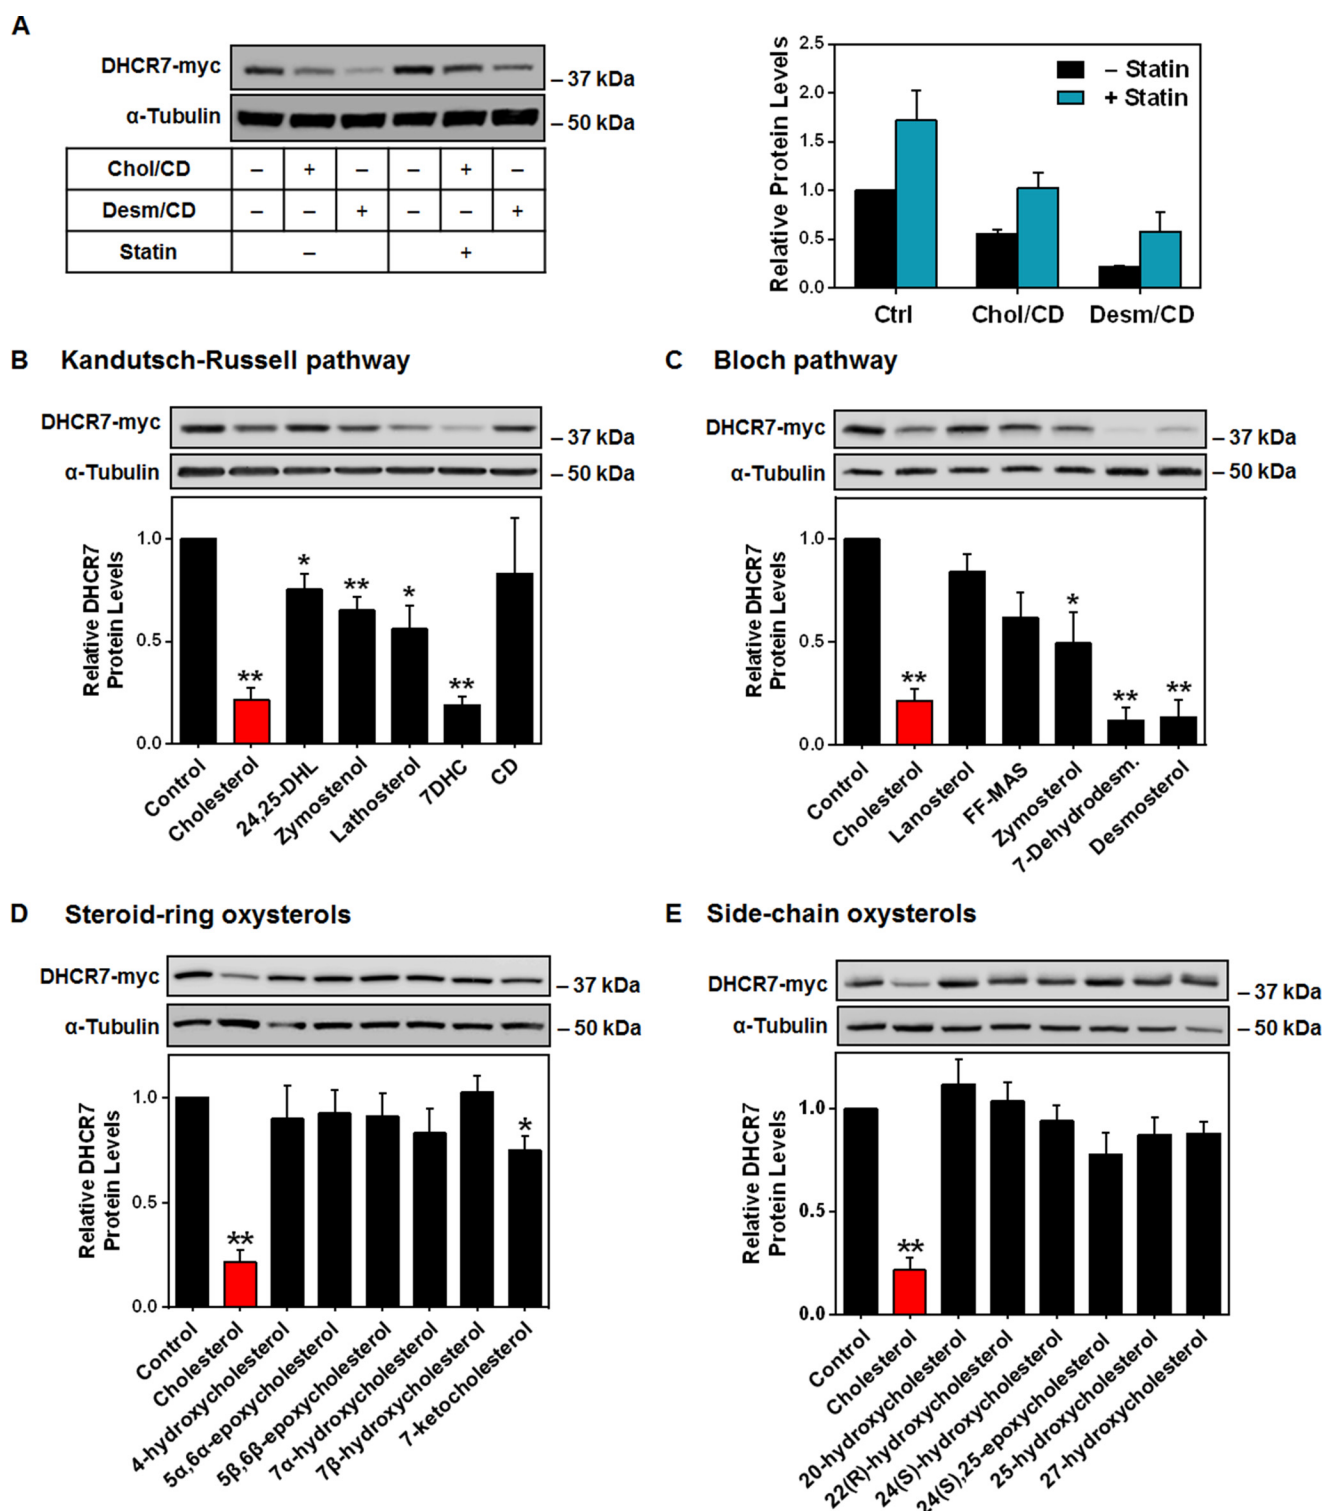 A
DHCR7-myc
– 37 kDa
α-Tubulin
– 50 kDa
Chol/CD – + – – + –
Desm/CD – – + – – +
Statin – +
Relative Protein Levels
2.5
2.0
1.5
1.0
0.5
0.0
– Statin
+ Statin
Ctrl Chol/CD Desm/CD
B Kandutsch-Russell pathway
DHCR7-myc
– 37 kDa
α-Tubulin
– 50 kDa
Relative DHCR7
Protein Levels
1.0
0.5
0.0
**
*
**
*
**
Control
Cholesterol
24,25-DHL
Zymostenol
Lathosterol
7DHC
CD
C Bloch pathway
DHCR7-myc
– 37 kDa
α-Tubulin
– 50 kDa
Relative DHCR7
Protein Levels
1.0
0.5
0.0
**
*
**
**
Control
Cholesterol
Lanosterol
FF-MAS
Zymosterol
7-Dehydrodesm.
Desmosterol
D Steroid-ring oxysterols
DHCR7-myc
– 37 kDa
α-Tubulin
– 50 kDa
Relative DHCR7
Protein Levels
1.0
0.5
0.0
**
*
Control
Cholesterol
4-hydroxycholesterol
5α,6α-epoxycholesterol
5β,6β-epoxycholesterol
7α-hydroxycholesterol
7β-hydroxycholesterol
7-ketocholesterol
E Side-chain oxysterols
DHCR7-myc
– 37 kDa
α-Tubulin
– 50 kDa
Relative DHCR7
Protein Levels
1.0
0.5
0.0
**
Control
Cholesterol
20-hydroxycholesterol
22(R)-hydroxycholesterol
24(S)-hydroxycholesterol
24(S),25-epoxycholesterol
25-hydroxycholesterol
27-hydroxycholesterol